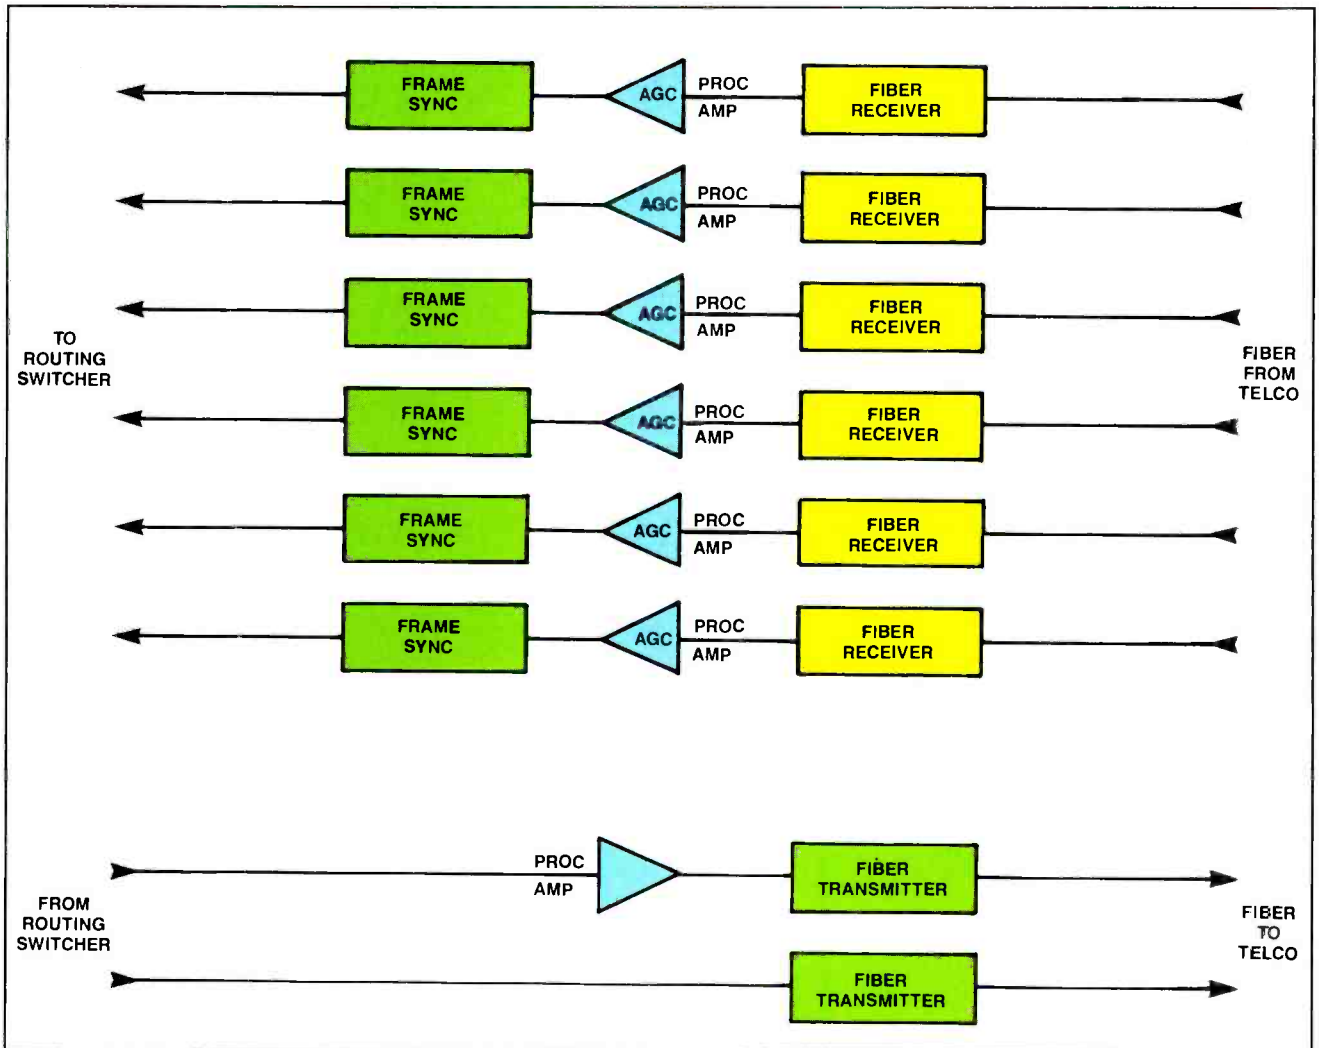 FRAME
SYNC
AGC
PROC
AMP
FIBER
RECEIVER
FRAME
SYNC
AGC
PROC
AMP
FIBER
RECEIVER
FRAME
SYNC
AGC
PROC
AMP
FIBER
RECEIVER
TO
ROUTING
SWITCHER
FIBER
FROM
TELCO
FRAME
SYNC
AGC
PROC
AMP
FIBER
RECEIVER
FRAME
SYNC
AGC
PROC
AMP
FIBER
RECEIVER
FRAME
SYNC
AGC
PROC
AMP
FIBER
RECEIVER
FROM
ROUTING
SWITCHER
PROC
AMP
FIBER
TRANSMITTER
FIBER
TO
TELCO
FIBER
TRANSMITTER